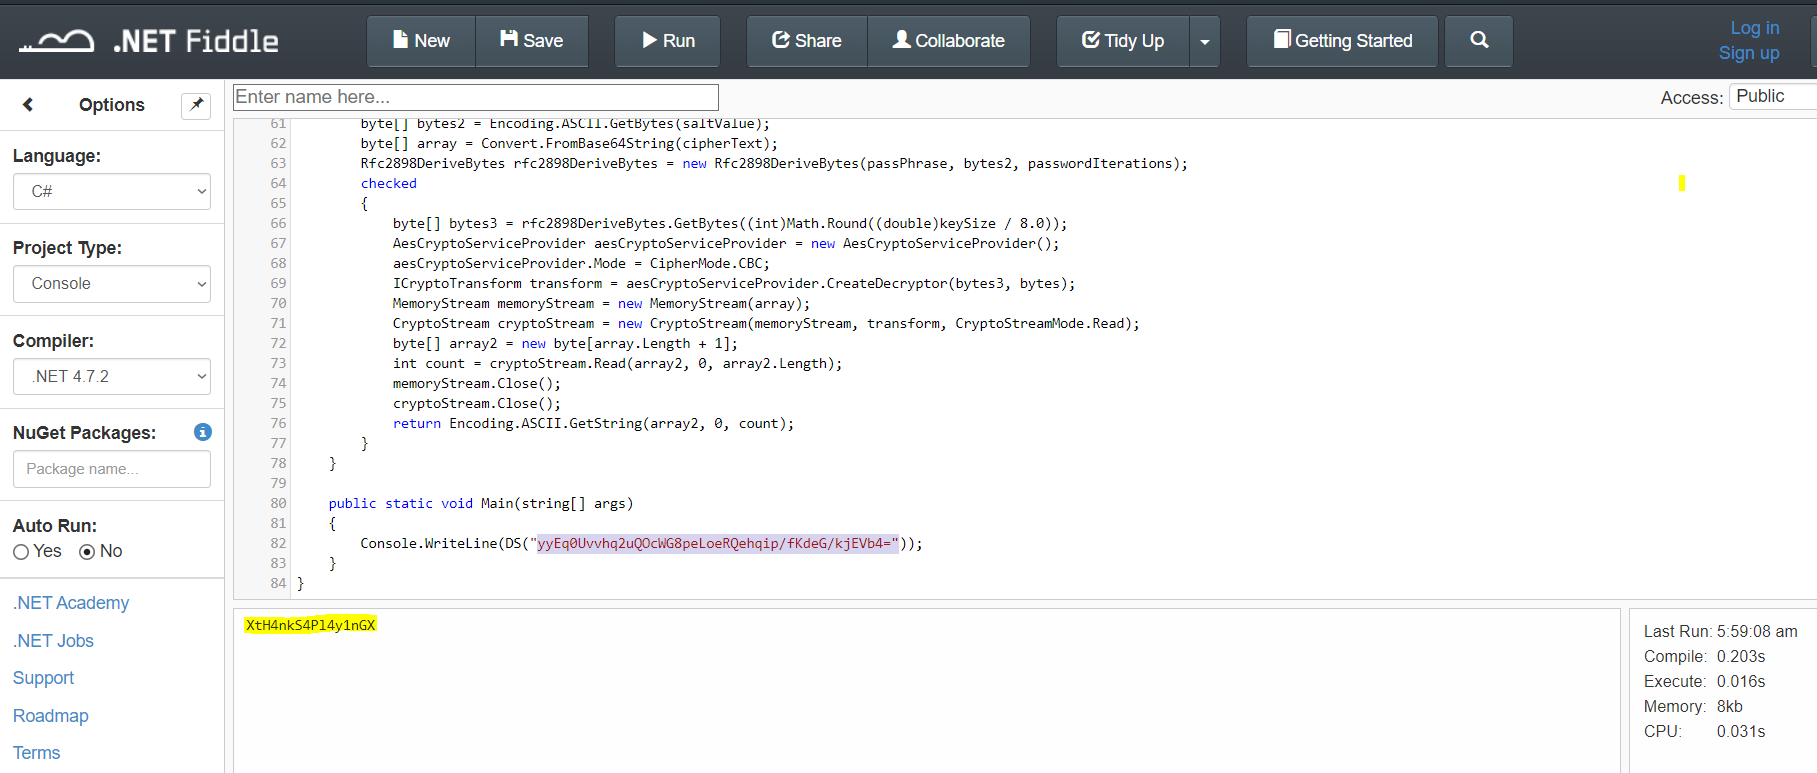 .NET Fiddle
New
Save
Run
Share
Collaborate
Tidy Up
Getting Started
Log in
Sign up
Options
Enter name here...
Access: Public
Language:
C#
Project Type:
Console
Compiler:
.NET 4.7.2
NuGet Packages:
Package name...
Auto Run:
Yes No
.NET Academy
.NET Jobs
Support
Roadmap
Terms
61 byte[] bytes2 = Encoding.ASCII.GetBytes(saltValue);
62 byte[] array = Convert.FromBase64String(cipherText);
63 Rfc2898DeriveBytes rfc2898DeriveBytes = new Rfc2898DeriveBytes(passPhrase, bytes2, passwordIterations);
64 checked
65 {
66 byte[] bytes3 = rfc2898DeriveBytes.GetBytes((int)Math.Round((double)keySize / 8.0));
67 AesCryptoServiceProvider aesCryptoServiceProvider = new AesCryptoServiceProvider();
68 aesCryptoServiceProvider.Mode = CipherMode.CBC;
69 ICryptoTransform transform = aesCryptoServiceProvider.CreateDecryptor(bytes3, bytes);
70 MemoryStream memoryStream = new MemoryStream(array);
71 CryptoStream cryptoStream = new CryptoStream(memoryStream, transform, CryptoStreamMode.Read);
72 byte[] array2 = new byte[array.Length + 1];
73 int count = cryptoStream.Read(array2, 0, array2.Length);
74 memoryStream.Close();
75 cryptoStream.Close();
76 return Encoding.ASCII.GetString(array2, 0, count);
77 }
78 }
79
80 public static void Main(string[] args)
81 {
82 Console.WriteLine(DS("yyEq0Uvvhq2uQOcWG8peLoeRQehqip/fKdeG/kjEVb4="));
83 }
84 }
XtH4nkS4Pl4y1nGX
Last Run: 5:59:08 am
Compile: 0.203s
Execute: 0.016s
Memory: 8kb
CPU: 0.031s